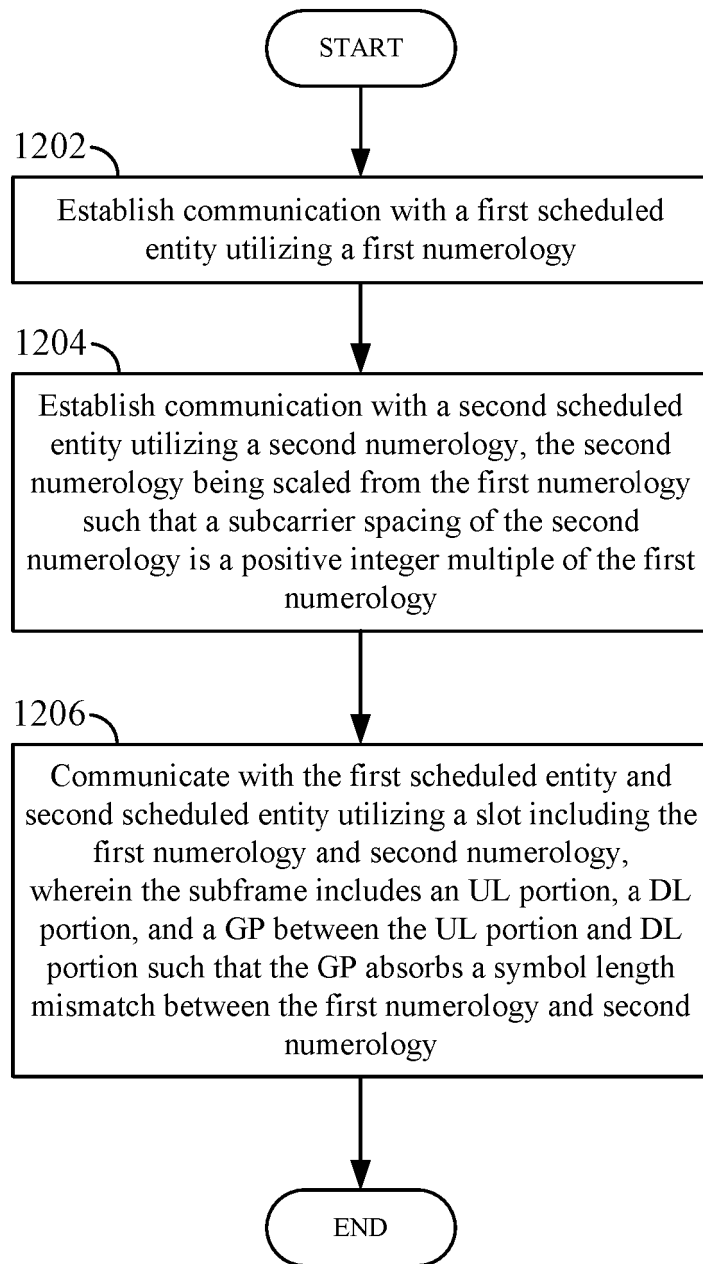 START
1202
Establish communication with a first scheduled
entity utilizing a first numerology
1204
Establish communication with a second scheduled
entity utilizing a second numerology, the second
numerology being scaled from the first numerology
such that a subcarrier spacing of the second
numerology is a positive integer multiple of the first
numerology
1206
Communicate with the first scheduled entity and
second scheduled entity utilizing a slot including the
first numerology and second numerology,
wherein the subframe includes an UL portion, a DL
portion, and a GP between the UL portion and DL
portion such that the GP absorbs a symbol length
mismatch between the first numerology and second
numerology
END